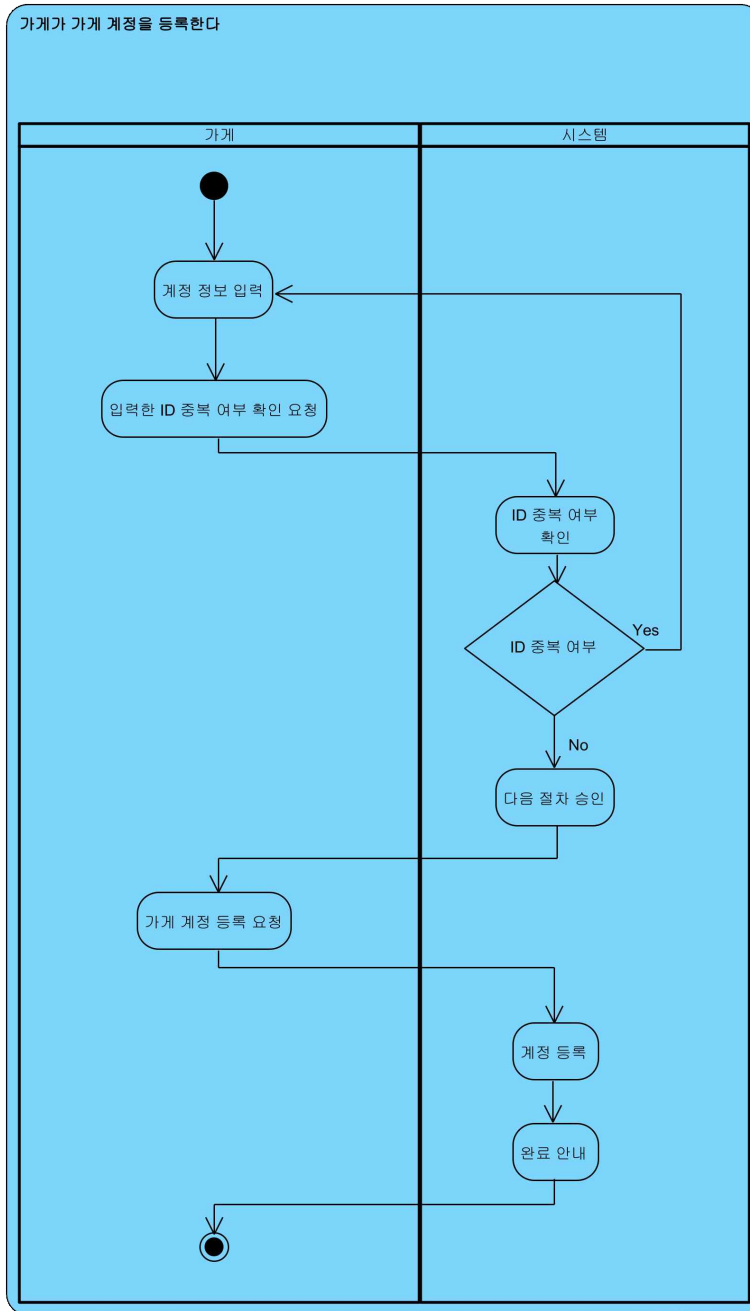 가게가 가게 계정을 등록한다
가게
시스템
계정 정보 입력
입력한 ID 중복 여부 확인 요청
ID 중복 여부
확인
ID 중복 여부
Yes
No
다음 절차 승인
가게 계정 등록 요청
계정 등록
완료 안내